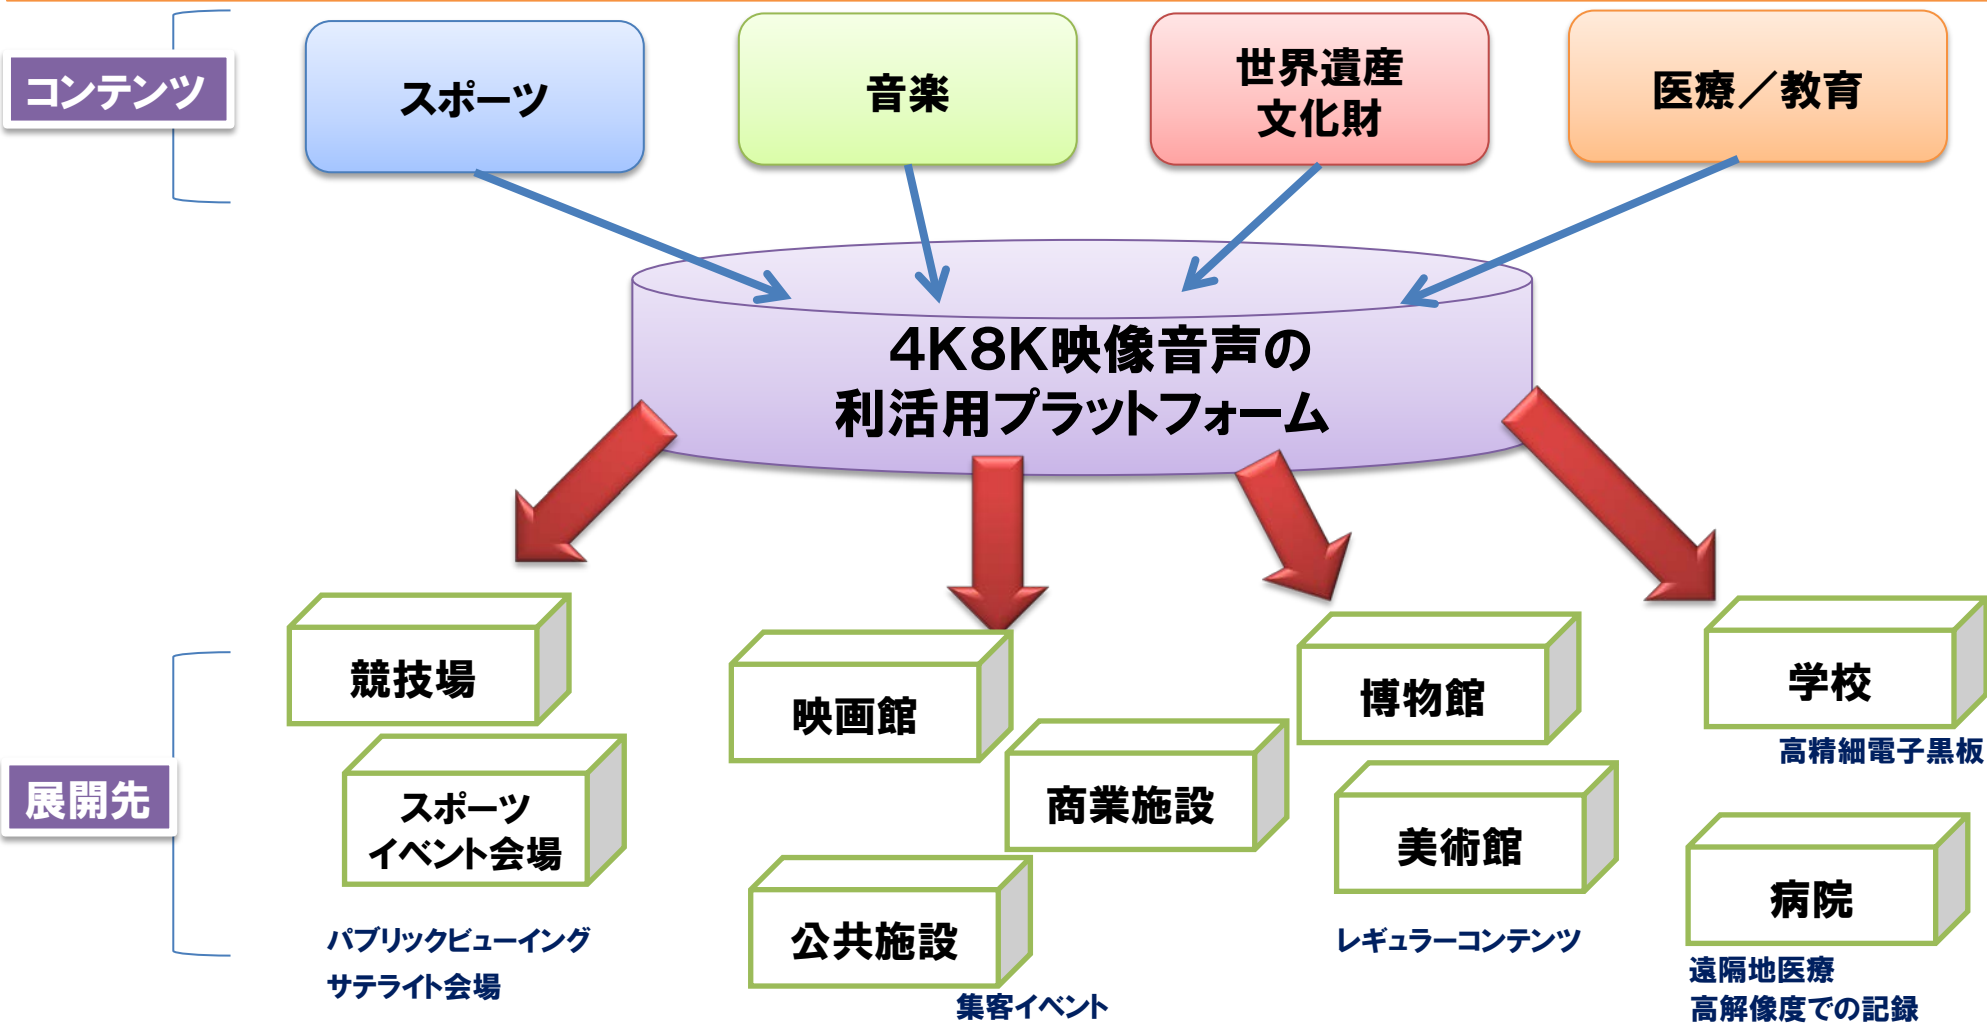 コンテンツ
スポーツ
音楽
世界遺産
文化財
医療／教育
4K8K映像音声の
利活用プラットフォーム
展開先
競技場
スポーツ
イベント会場
パブリックビューイング
サテライト会場
映画館
商業施設
公共施設
集客イベント
博物館
美術館
レギュラーコンテンツ
学校
高精細電子黒板
病院
遠隔地医療
高解像度での記録